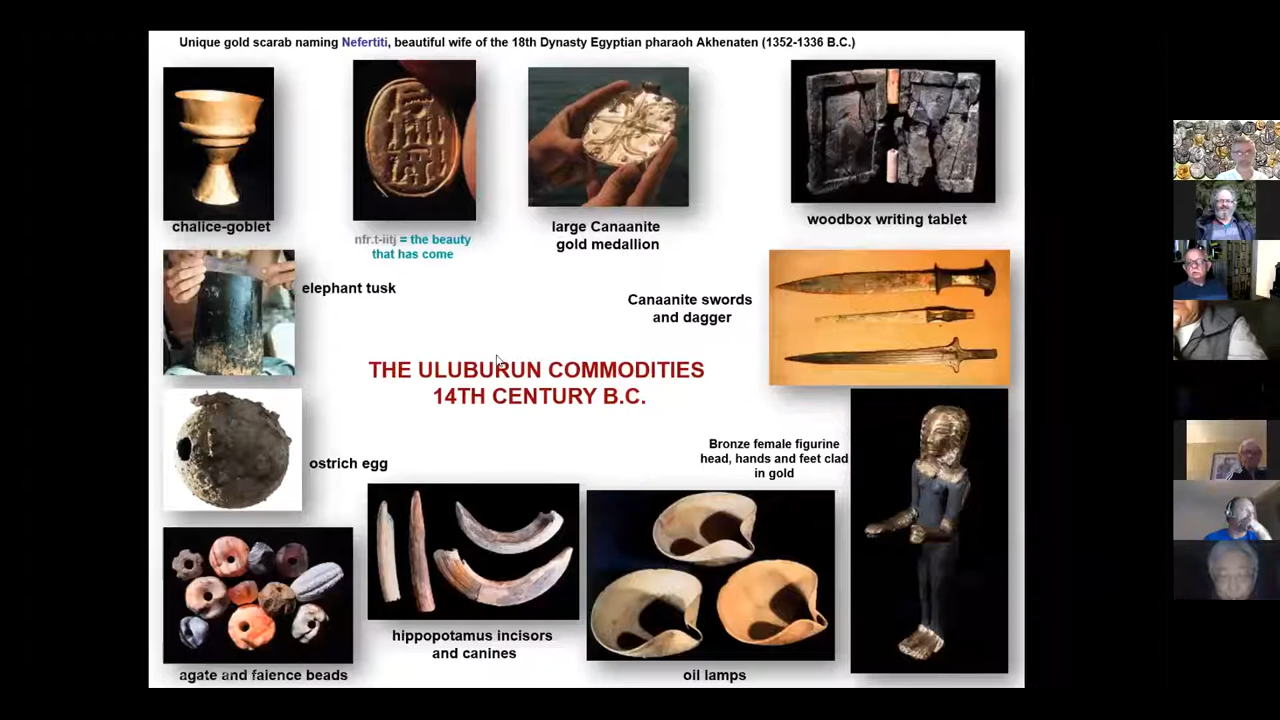 Unique gold scarab naming Nefertiti, beautiful wife of the 18th Dynasty Egyptian pharaoh Akhenaten (1352-1336 B.C.)
chalice-goblet
nfr.t-iitj = the beauty
that has come
large Canaanite
gold medallion
woodbox writing tablet
elephant tusk
Canaanite swords
and dagger
THE ULUBURUN COMMODITIES
14TH CENTURY B.C.
ostrich egg
Bronze female figurine
head, hands and feet clad
in gold
agate and faience beads
hippopotamus incisors
and canines
oil lamps